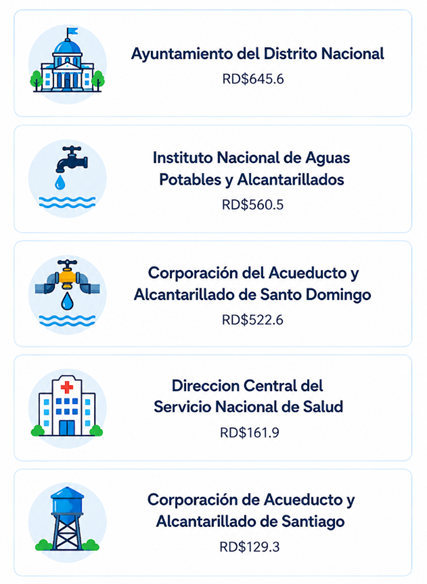 Ayuntamiento del Distrito Nacional
RD$645.6
Instituto Nacional de Aguas
Potables y Alcantarillados
RD$560.5
Corporación del Acueducto y
Alcantarillado de Santo Domingo
RD$522.6
Direccion Central del
Servicio Nacional de Salud
RD$161.9
Corporación de Acueducto y
Alcantarillado de Santiago
RD$129.3